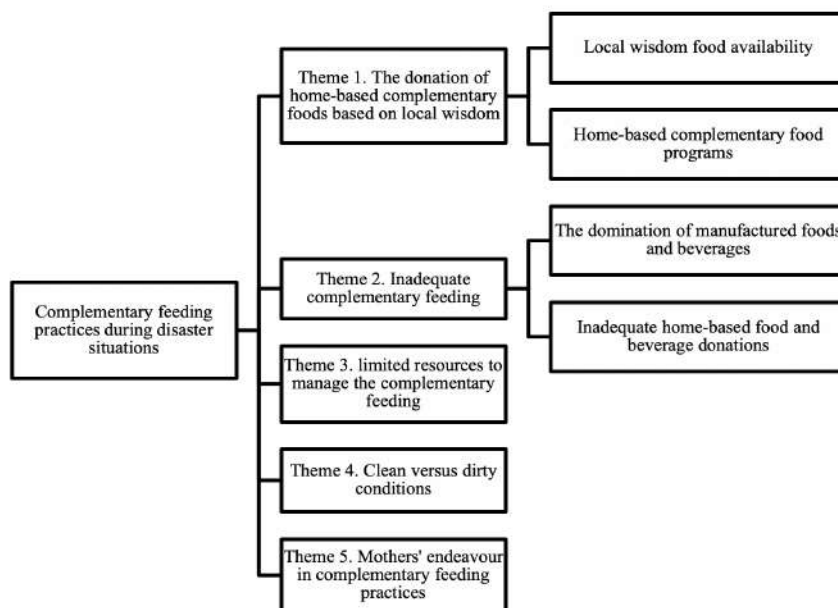 Complementary feeding
practices during disaster
situations
Theme 1. The donation of
home-based complementary
foods based on local wisdom
Local wisdom food availability
Home-based complementary food
programs
Theme 2. Inadequate
complementary feeding
The domination of manufactured foods
and beverages
Inadequate home-based food and
beverage donations
Theme 3. limited resources to
manage the complementary
feeding
Theme 4. Clean versus dirty
conditions
Theme 5. Mothers' endeavour
in complementary feeding
practices